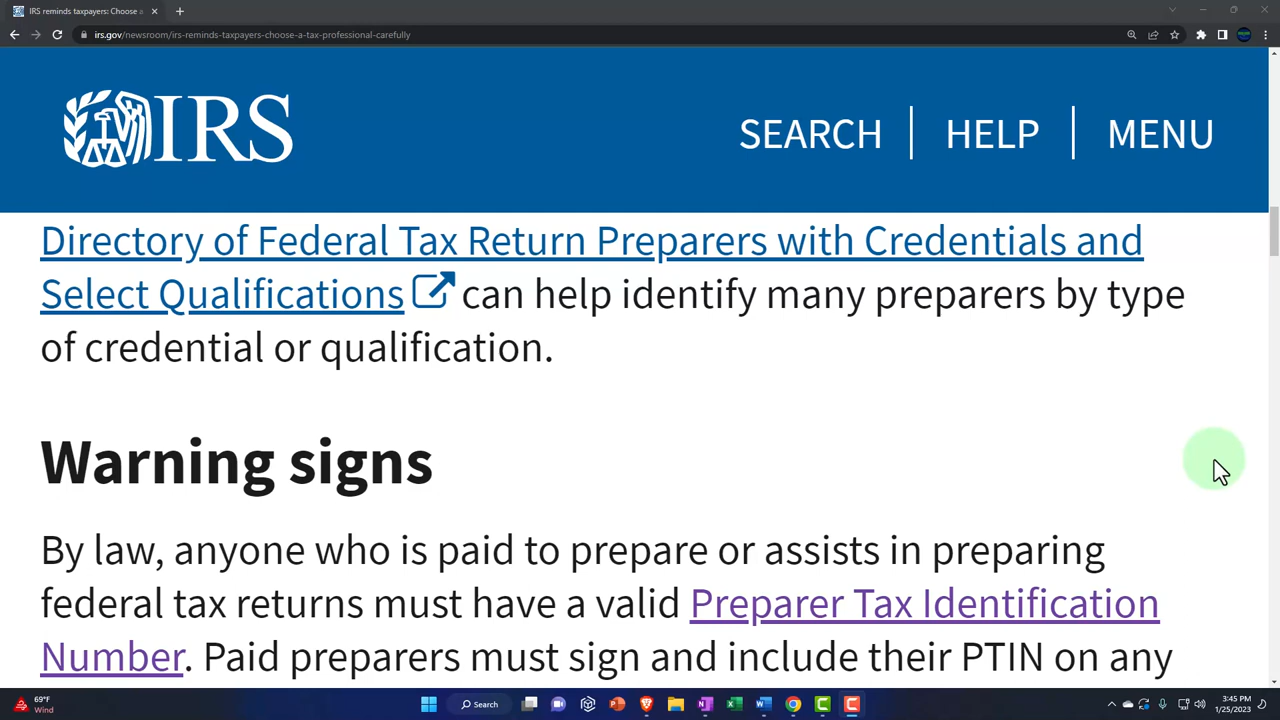 IRS reminds taxpayers: Choose a
irs.gov/newsroom/irs-reminds-taxpayers-choose-a-tax-professional-carefully
IRS
SEARCH
HELP
MENU
Directory of Federal Tax Return Preparers with Credentials and
Select Qualifications can help identify many preparers by type
of credential or qualification.
Warning signs
By law, anyone who is paid to prepare or assists in preparing
federal tax returns must have a valid Preparer Tax Identification
Number. Paid preparers must sign and include their PTIN on any
69°F
Wind
Search
3:45 PM
1/25/2023